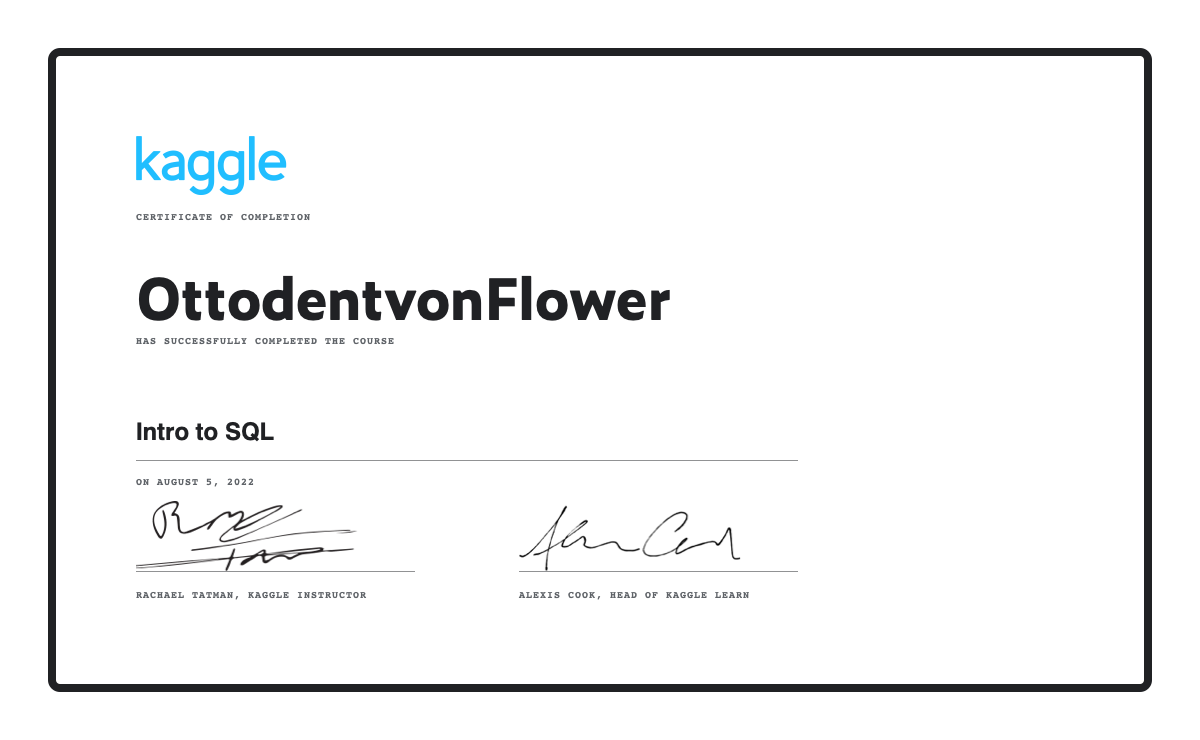 kaggle
CERTIFICATE OF COMPLETION
OttodentvonFlower
HAS SUCCESSFULLY COMPLETED THE COURSE
Intro to SQL
ON AUGUST 5, 2022
RACHAEL TATMAN, KAGGLE INSTRUCTOR
ALEXIS COOK, HEAD OF KAGGLE LEARN